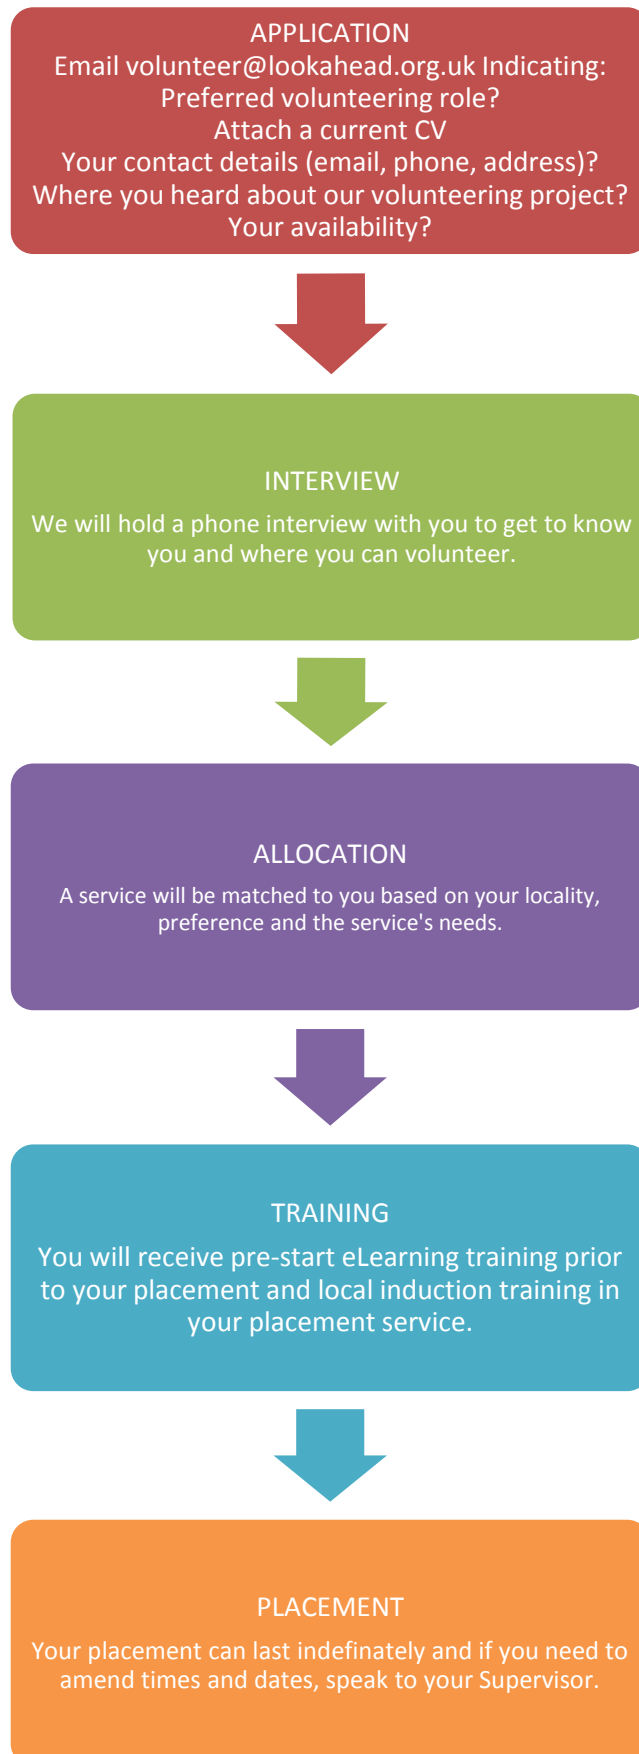 APPLICATION
Email volunteer@lookahead.org.uk Indicating:
Preferred volunteering role?
Attach a current CV
Your contact details (email, phone, address)?
Where you heard about our volunteering project?
Your availability?
INTERVIEW
We will hold a phone interview with you to get to know
you and where you can volunteer.
ALLOCATION
A service will be matched to you based on your locality,
preference and the service's needs.
TRAINING
You will receive pre-start eLearning training prior
to your placement and local induction training in
your placement service.
PLACEMENT
Your placement can last indefinately and if you need to
amend times and dates, speak to your Supervisor.